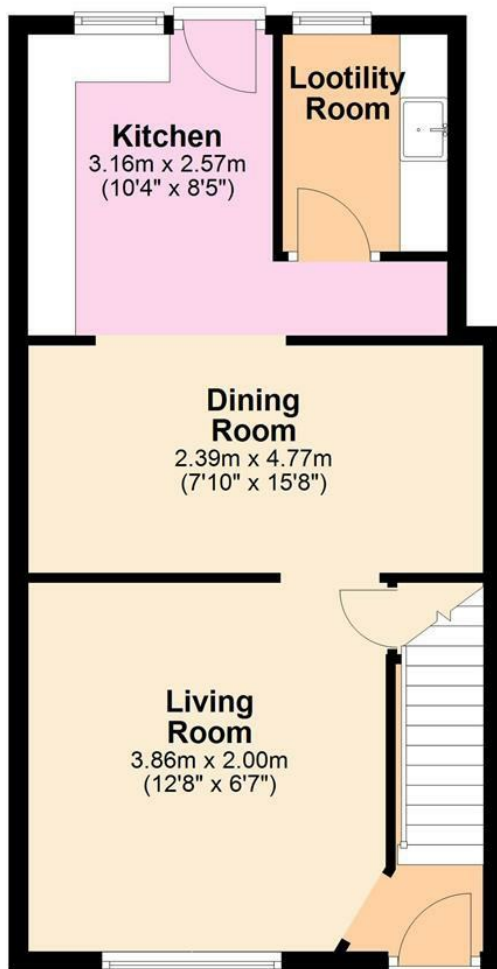 Lootility
Room
Kitchen
3.16m x 2.57m
(10'4" x 8'5")
Dining
Room
2.39m x 4.77m
(7'10" x 15'8")
Living
Room
3.86m x 2.00m
(12'8" x 6'7")